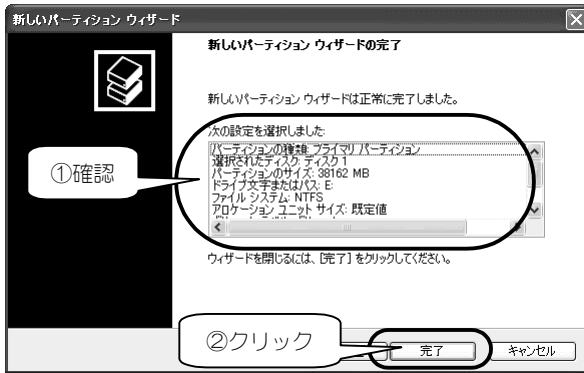 新しいパーティション ウィザード
新しいパーティション ウィザードの完了
新しいパーティション ウィザードは正常に完了しました。
次の設定を選択しました:
パーティションの種類: プライマリ パーティション
選択されたディスク: ディスク 1
パーティションのサイズ: 38162 MB
ドライブ文字またはパス: E:
ファイル システム: NTFS
アロケーション ユニット サイズ: 既定値
①確認
ウィザードを閉じるには、[完了] をクリックしてください。
②クリック
完了
キャンセル